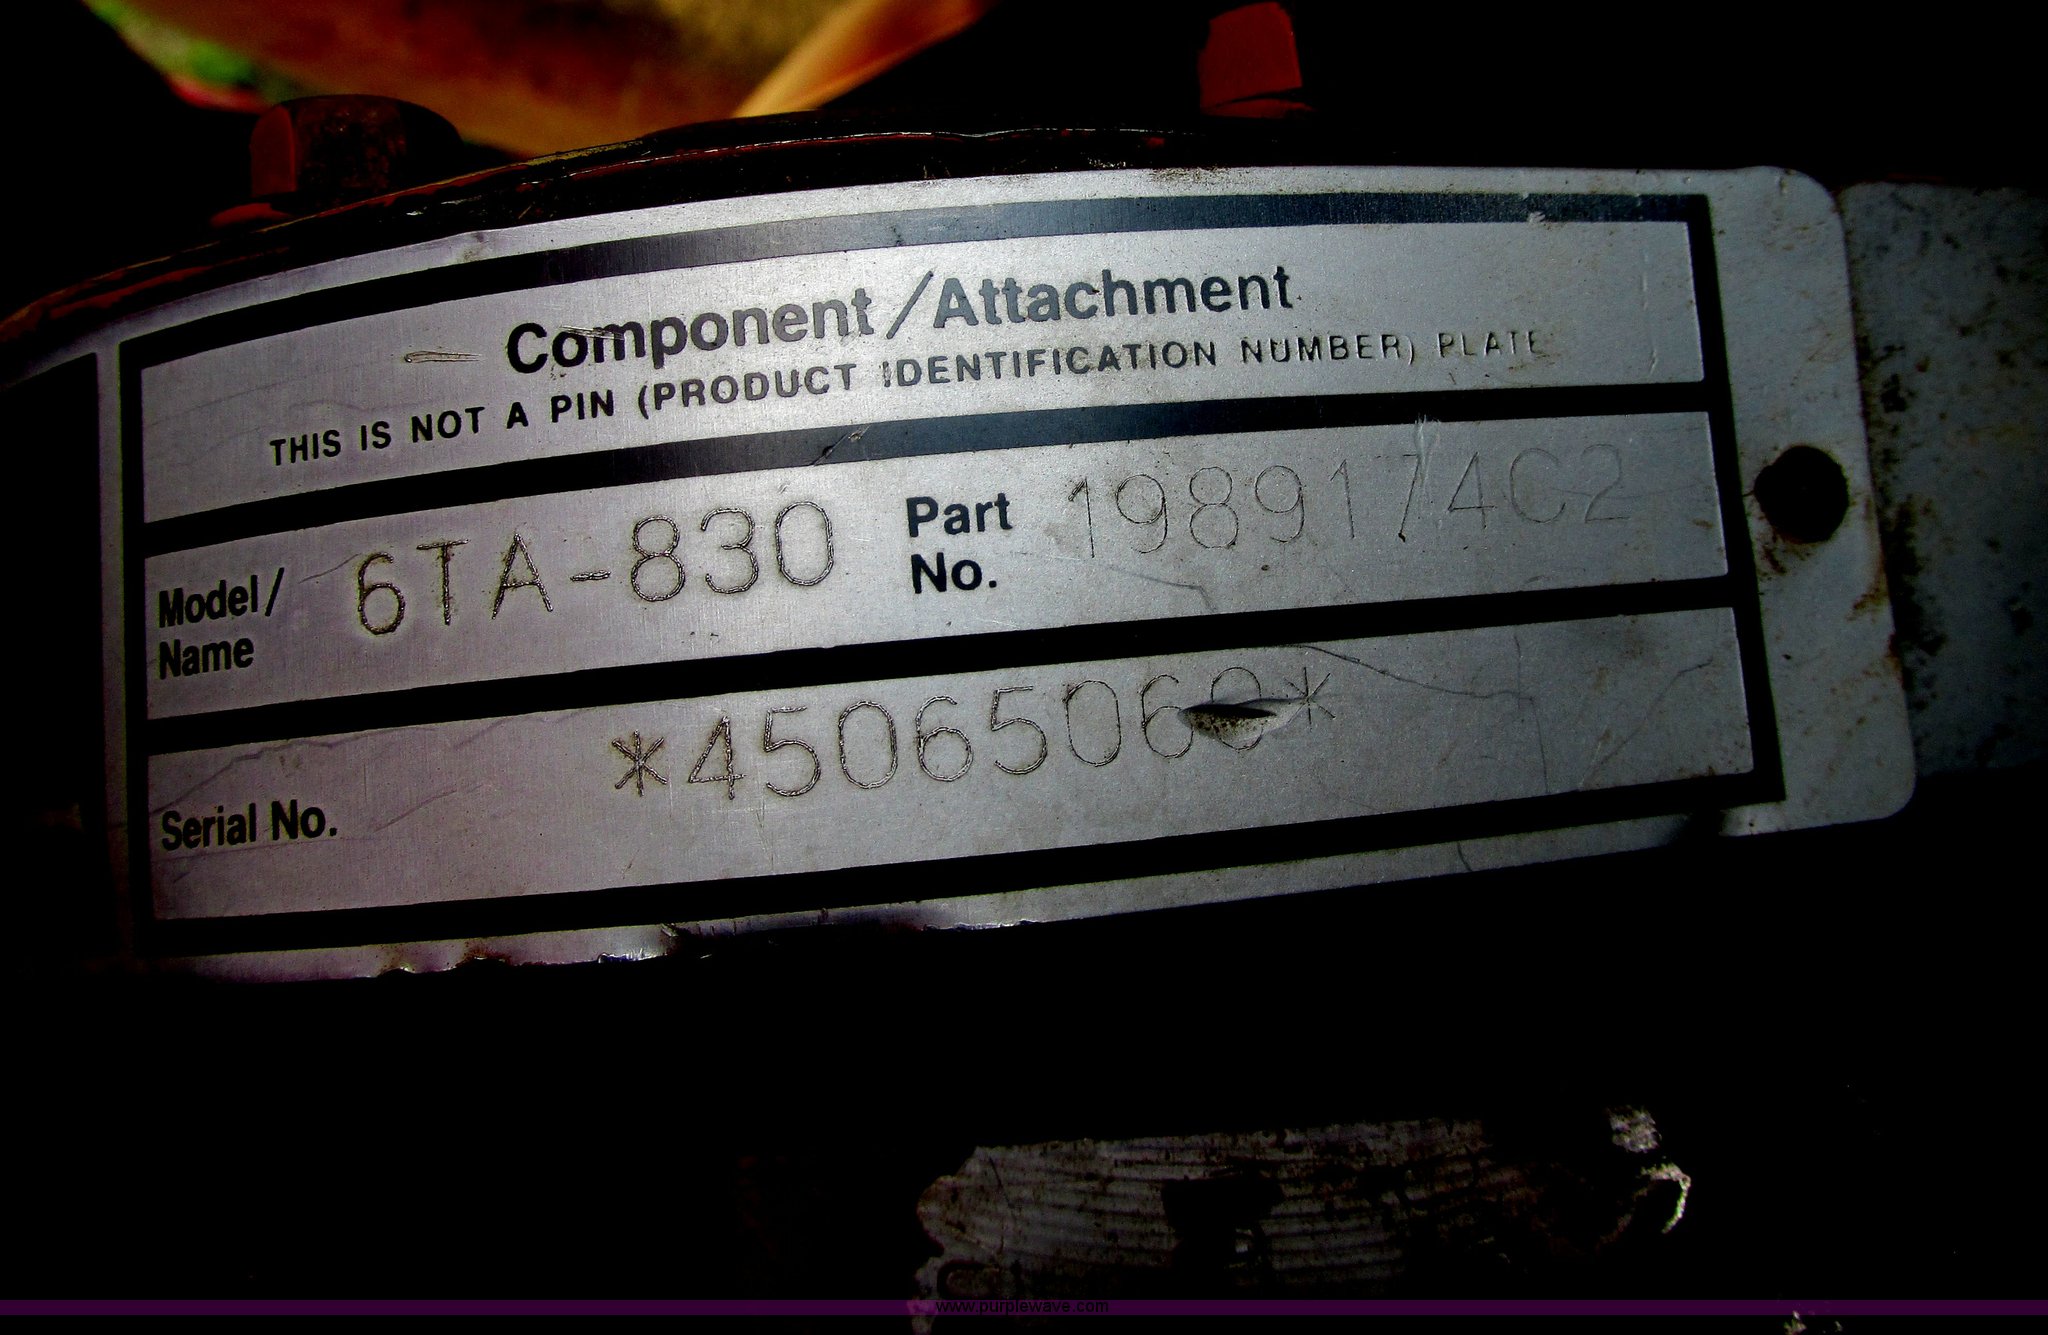 Component/Attachment
THIS IS NOT A PIN (PRODUCT IDENTIFICATION NUMBER) PLATE
Model/
Name
6TA-830
Part
No.
1989174C2
Serial No.
*45065060*
www.purplewave.com